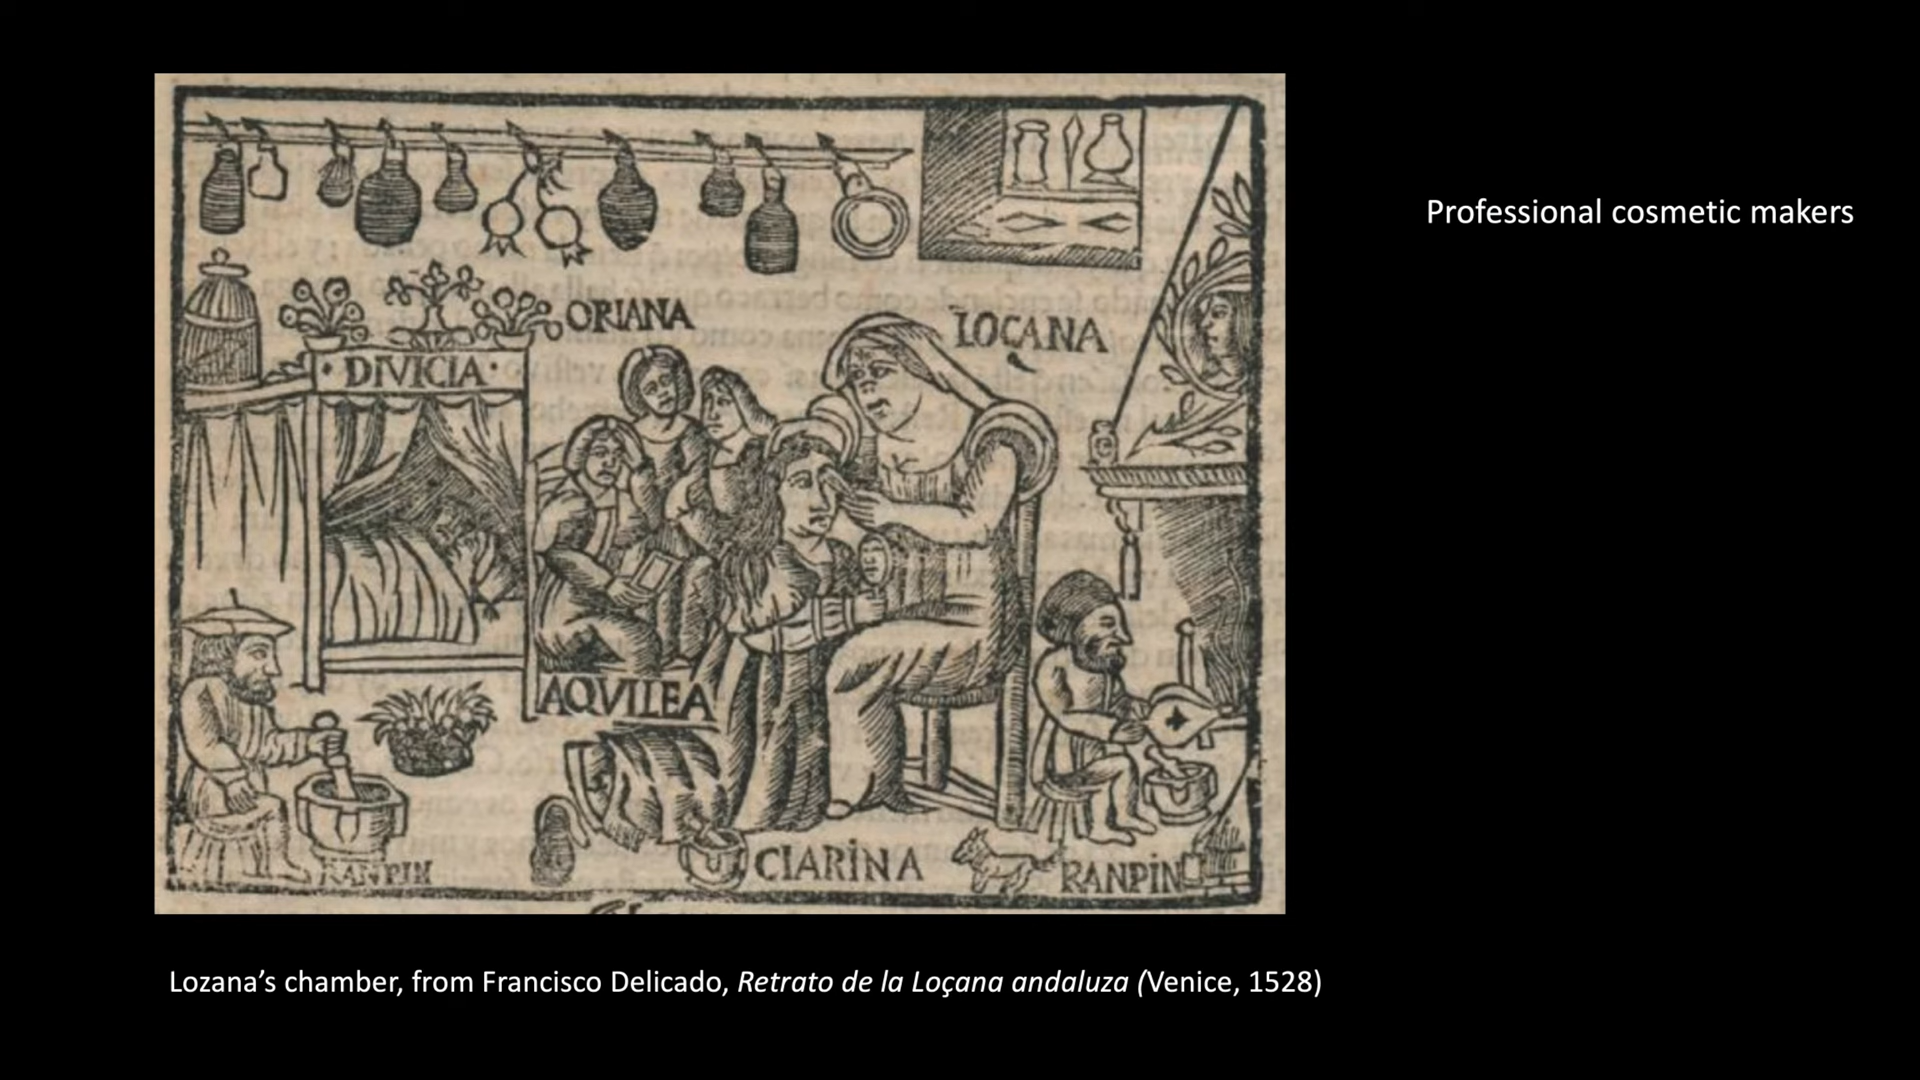 Professional cosmetic makers
ORIANA
LOÇANA
·DIVICIA·
AQVILEA
CIARINA
RANPIN
RANPIN
Lozana’s chamber, from Francisco Delicado, Retrato de la Loçana andaluza (Venice, 1528)